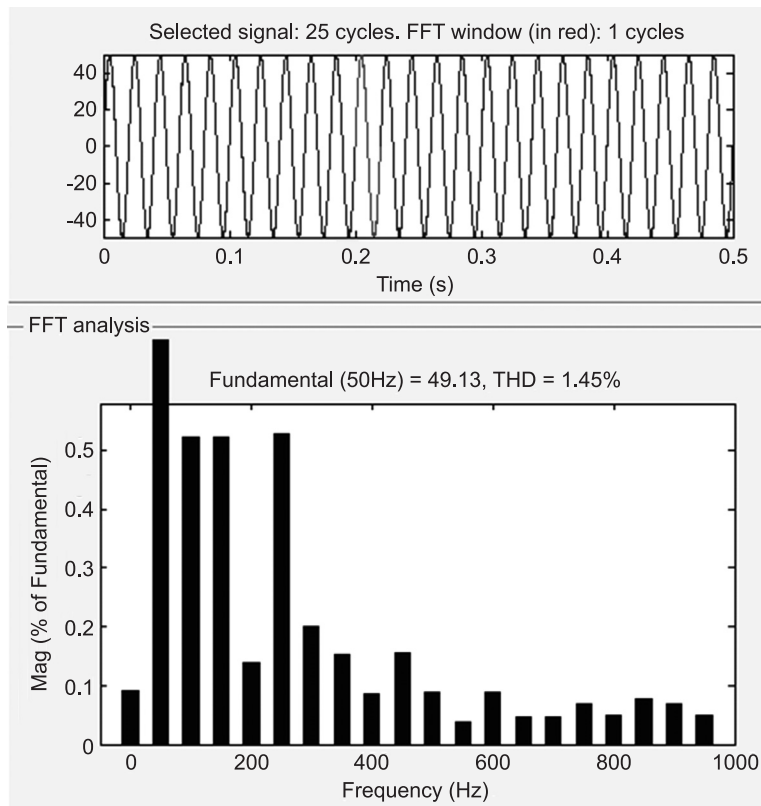 Selected signal: 25 cycles. FFT window (in red): 1 cycles
40
20
0
-20
-40
0 0.1 0.2 0.3 0.4 0.5
Time (s)
FFT analysis
Fundamental (50Hz) = 49.13, THD = 1.45%
Mag (% of Fundamental)
0.5
0.4
0.3
0.2
0.1
0
0 200 400 600 800 1000
Frequency (Hz)